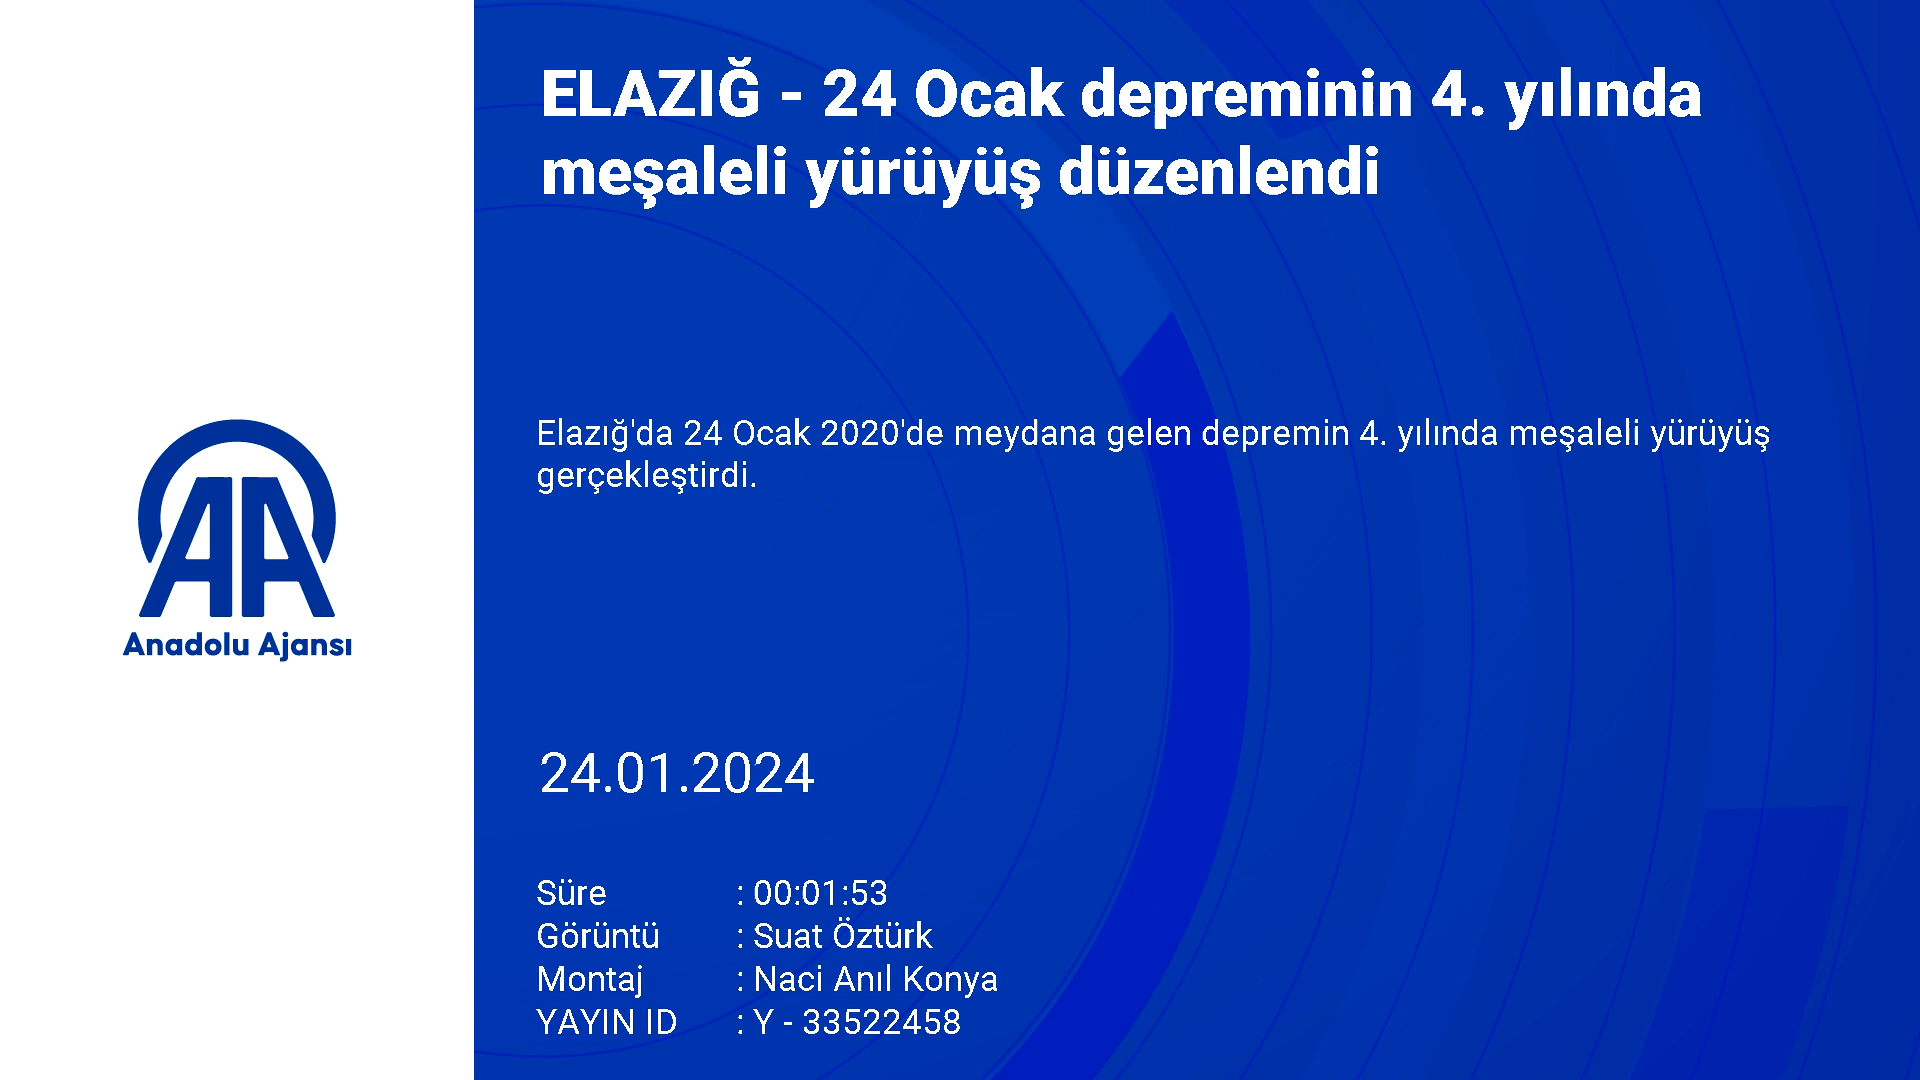 ELAZIĞ - 24 Ocak depreminin 4. yılında
meşaleli yürüyüş düzenlendi
Elazığ'da 24 Ocak 2020'de meydana gelen depremin 4. yılında meşaleli yürüyüş
gerçekleştirdi.
AA
Anadolu Ajansı
24.01.2024
Süre : 00:01:53
Görüntü : Suat Öztürk
Montaj : Naci Anıl Konya
YAYIN ID : Y - 33522458